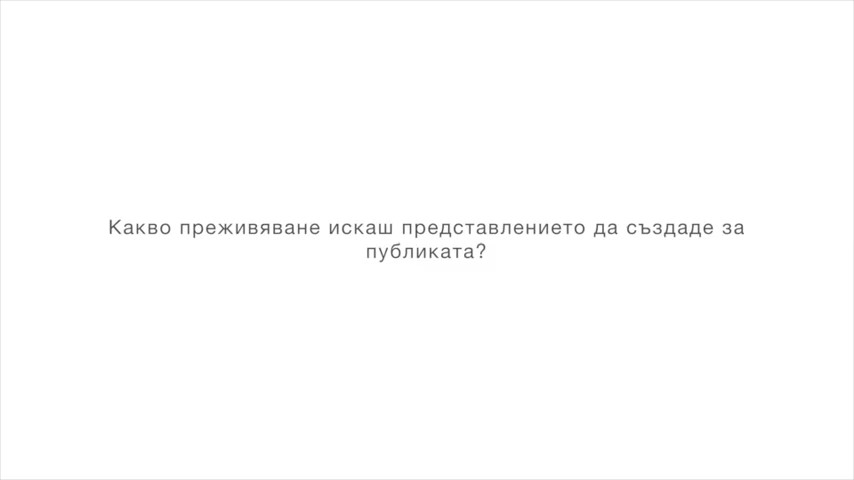 Какво преживяване искаш представлението да създаде за
публиката?